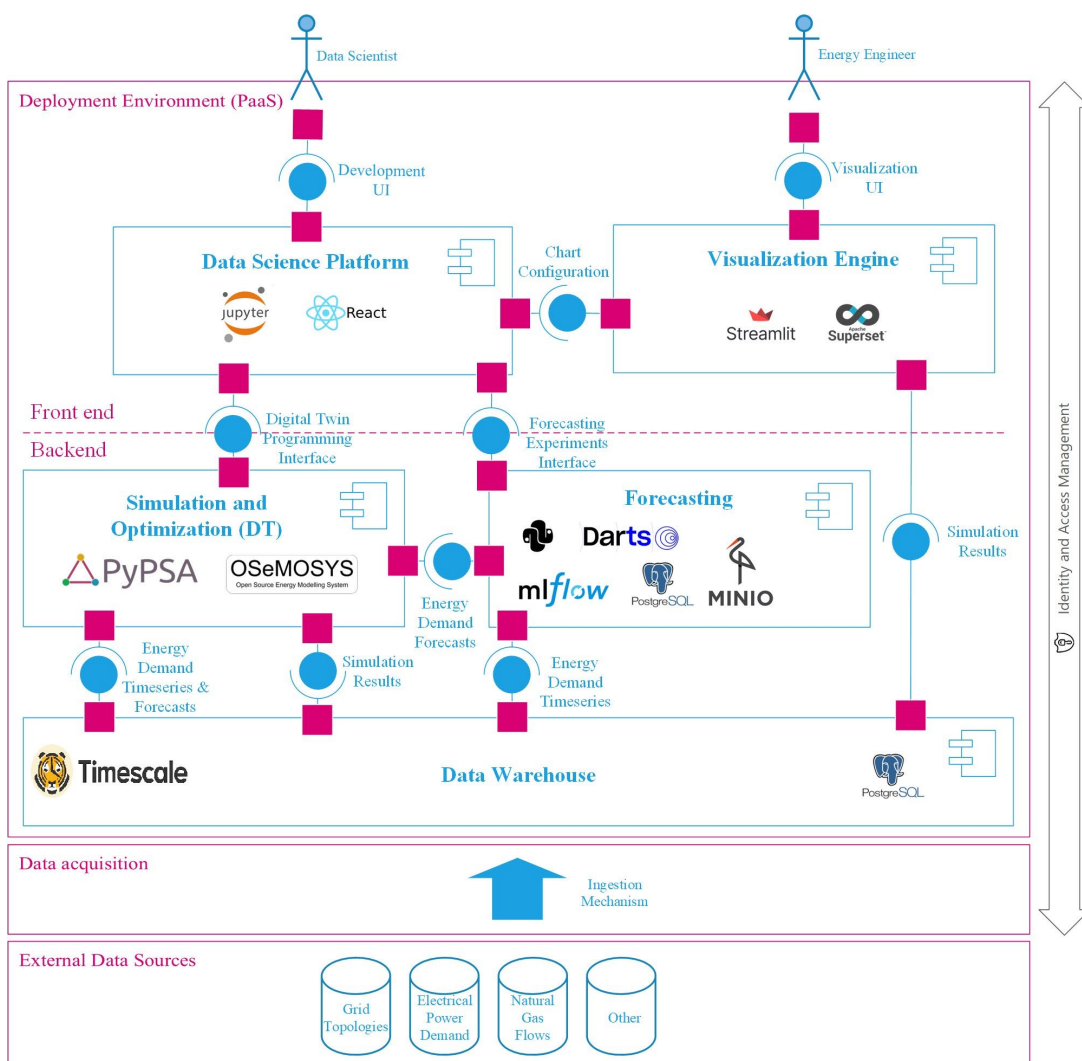 Data Scientist
Energy Engineer
Deployment Environment (PaaS)
Development
UI
Visualization
UI
Data Science Platform
Chart
Configuration
Visualization Engine
jupyter
React
Streamlit
Apache
Superset
Front end
Backend
Digital Twin
Programming
Interface
Forecasting
Experiments
Interface
Simulation and
Optimization (DT)
PyPSA
OSeMOSYS
Open Source Energy Modelling System
Forecasting
Darts
mlflow
PostgreSQL
MINIO
Simulation
Results
Energy
Demand
Forecasts
Energy
Demand
Timeseries &
Forecasts
Simulation
Results
Energy
Demand
Timeseries
Timescale
Data Warehouse
PostgreSQL
Identity and Access Management
Data acquisition
Ingestion
Mechanism
External Data Sources
Grid
Topologies
Electrical
Power
Demand
Natural
Gas
Flows
Other